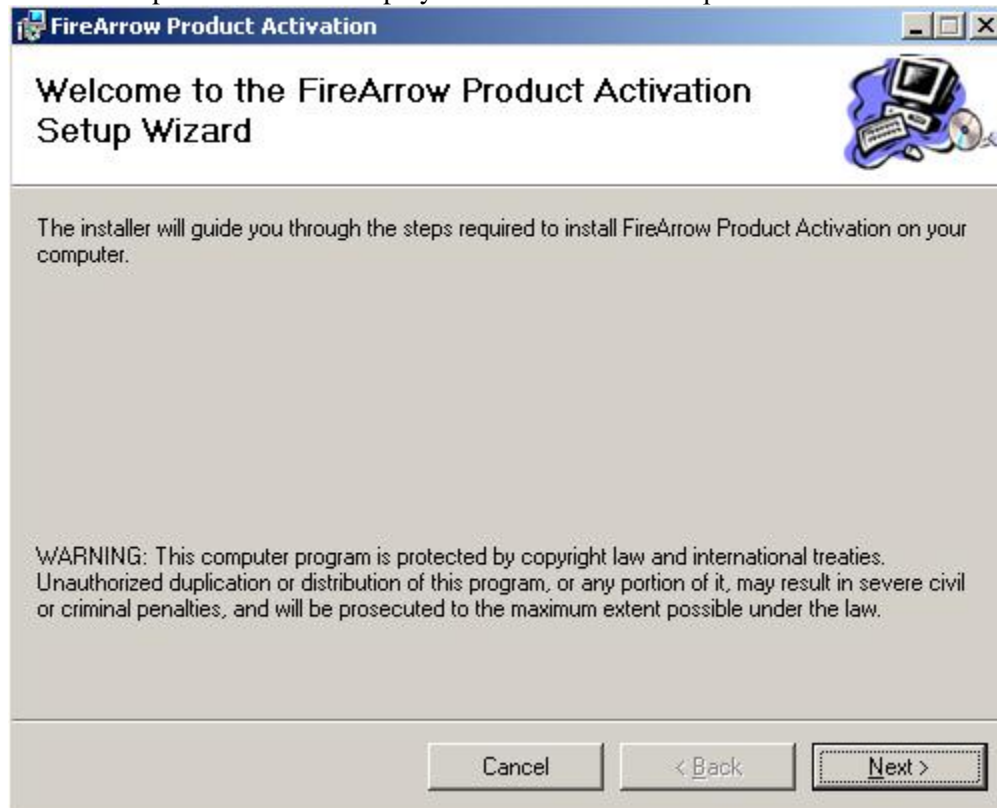 FireArrow Product Activation
Welcome to the FireArrow Product Activation
Setup Wizard
The installer will guide you through the steps required to install FireArrow Product Activation on your
computer.
WARNING: This computer program is protected by copyright law and international treaties.
Unauthorized duplication or distribution of this program, or any portion of it, may result in severe civil
or criminal penalties, and will be prosecuted to the maximum extent possible under the law.
Cancel
< Back
Next >